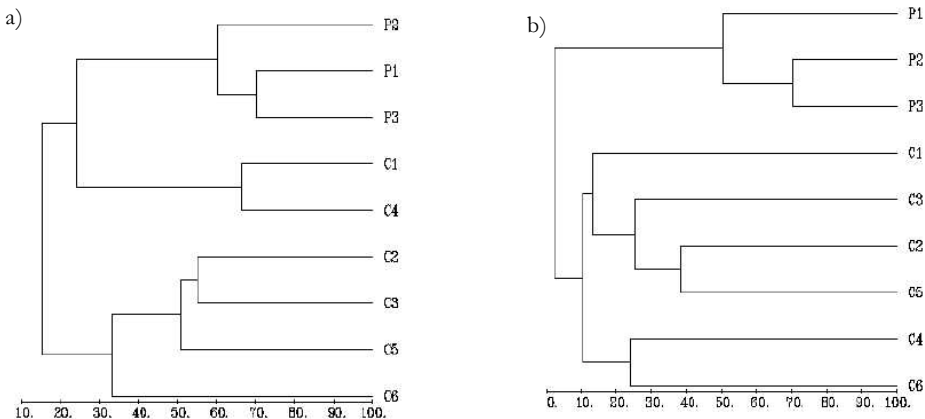 a)
P2
P1
P3
C1
C4
C2
C3
C5
C6
10. 20. 30. 40. 50. 60. 70. 80. 90. 100.
b)
P1
P2
P3
C1
C3
C2
C5
C4
C6
0. 10. 20. 30. 40. 50. 60. 70. 80. 90. 100.